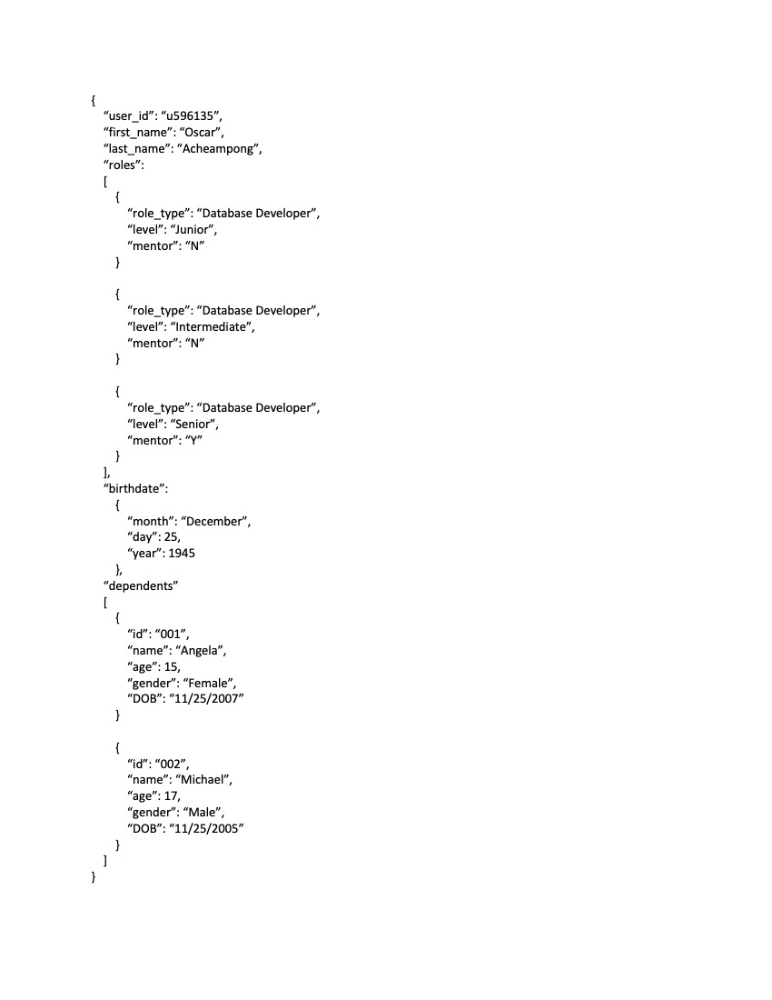 {
“user_id”: “u596135”,
“first_name”: “Oscar”,
“last_name”: “Acheampong”,
“roles”:
[
{
“role_type”: “Database Developer”,
“level”: “Junior”,
“mentor”: “N”
}
{
“role_type”: “Database Developer”,
“level”: “Intermediate”,
“mentor”: “N”
}
{
“role_type”: “Database Developer”,
“level”: “Senior”,
“mentor”: “Y”
}
],
“birthdate”:
{
“month”: “December”,
“day”: 25,
“year”: 1945
},
“dependents”
[
{
“id”: “001”,
“name”: “Angela”,
“age”: 15,
“gender”: “Female”,
“DOB”: “11/25/2007”
}
{
“id”: “002”,
“name”: “Michael”,
“age”: 17,
“gender”: “Male”,
“DOB”: “11/25/2005”
}
]
}